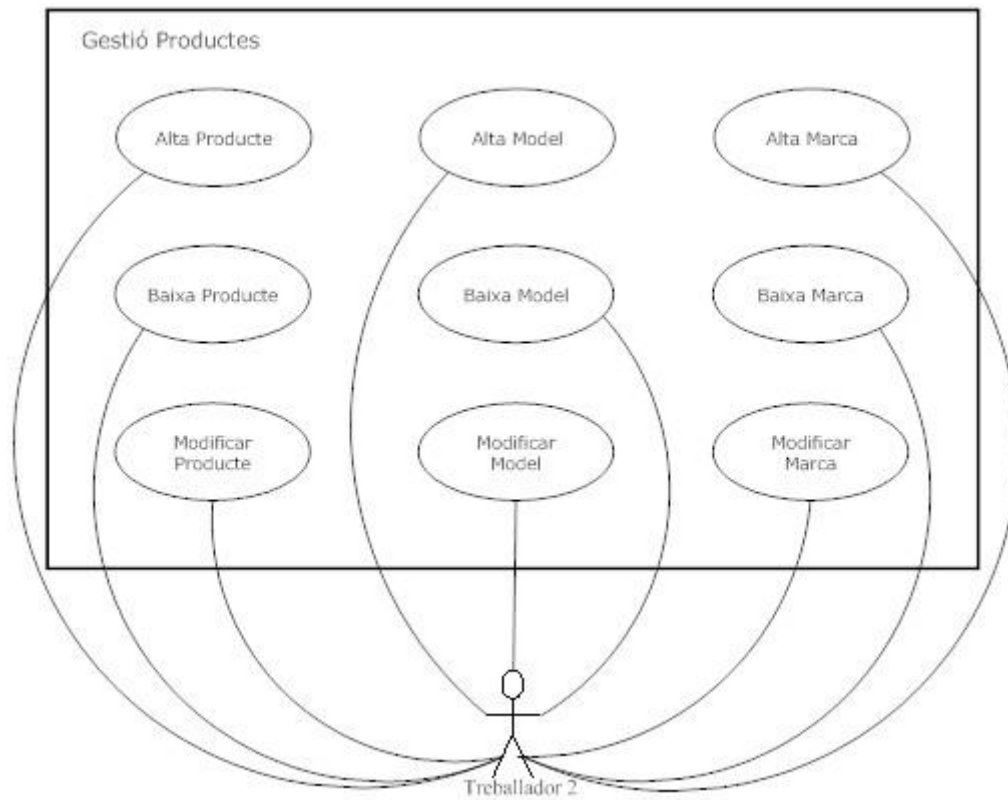 Gestió Productes
Alta Producte
Alta Model
Alta Marca
Baixa Producte
Baixa Model
Baixa Marca
Modificar
Producte
Modificar
Model
Modificar
Marca
Treballador 2